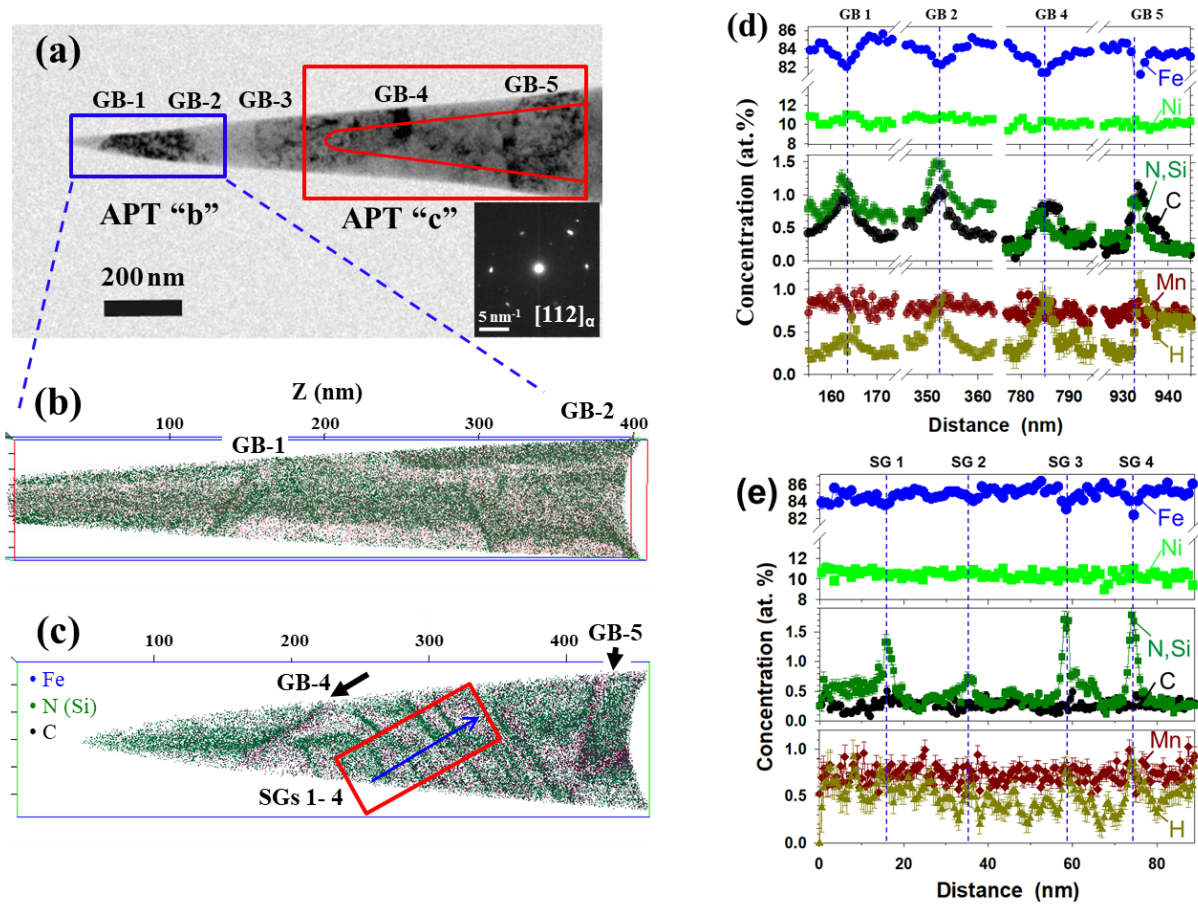 (a)
GB-1
GB-2
GB-3
GB-4
GB-5
APT “b”
APT “c”
200 nm
5 nm-1
[112]α
(b)
Z (nm)
100
200
300
400
GB-1
GB-2
(c)
100
200
300
400
GB-5
GB-4
• Fe
• N (Si)
• C
SGs 1- 4
(d)
GB 1
GB 2
GB 4
GB 5
86
84
82
Fe
12
10
8
Ni
1.5
1.0
0.5
0.0
N,Si
C
1.0
0.5
0.0
Mn
H
160
170
350
360
780
790
930
940
Concentration (at.%)
Distance (nm)
(e)
SG 1
SG 2
SG 3
SG 4
86
84
82
Fe
12
10
8
Ni
1.5
1.0
0.5
0.0
N,Si
C
1.0
0.5
0.0
Mn
H
0
20
40
60
80
Concentration (at. %)
Distance (nm)